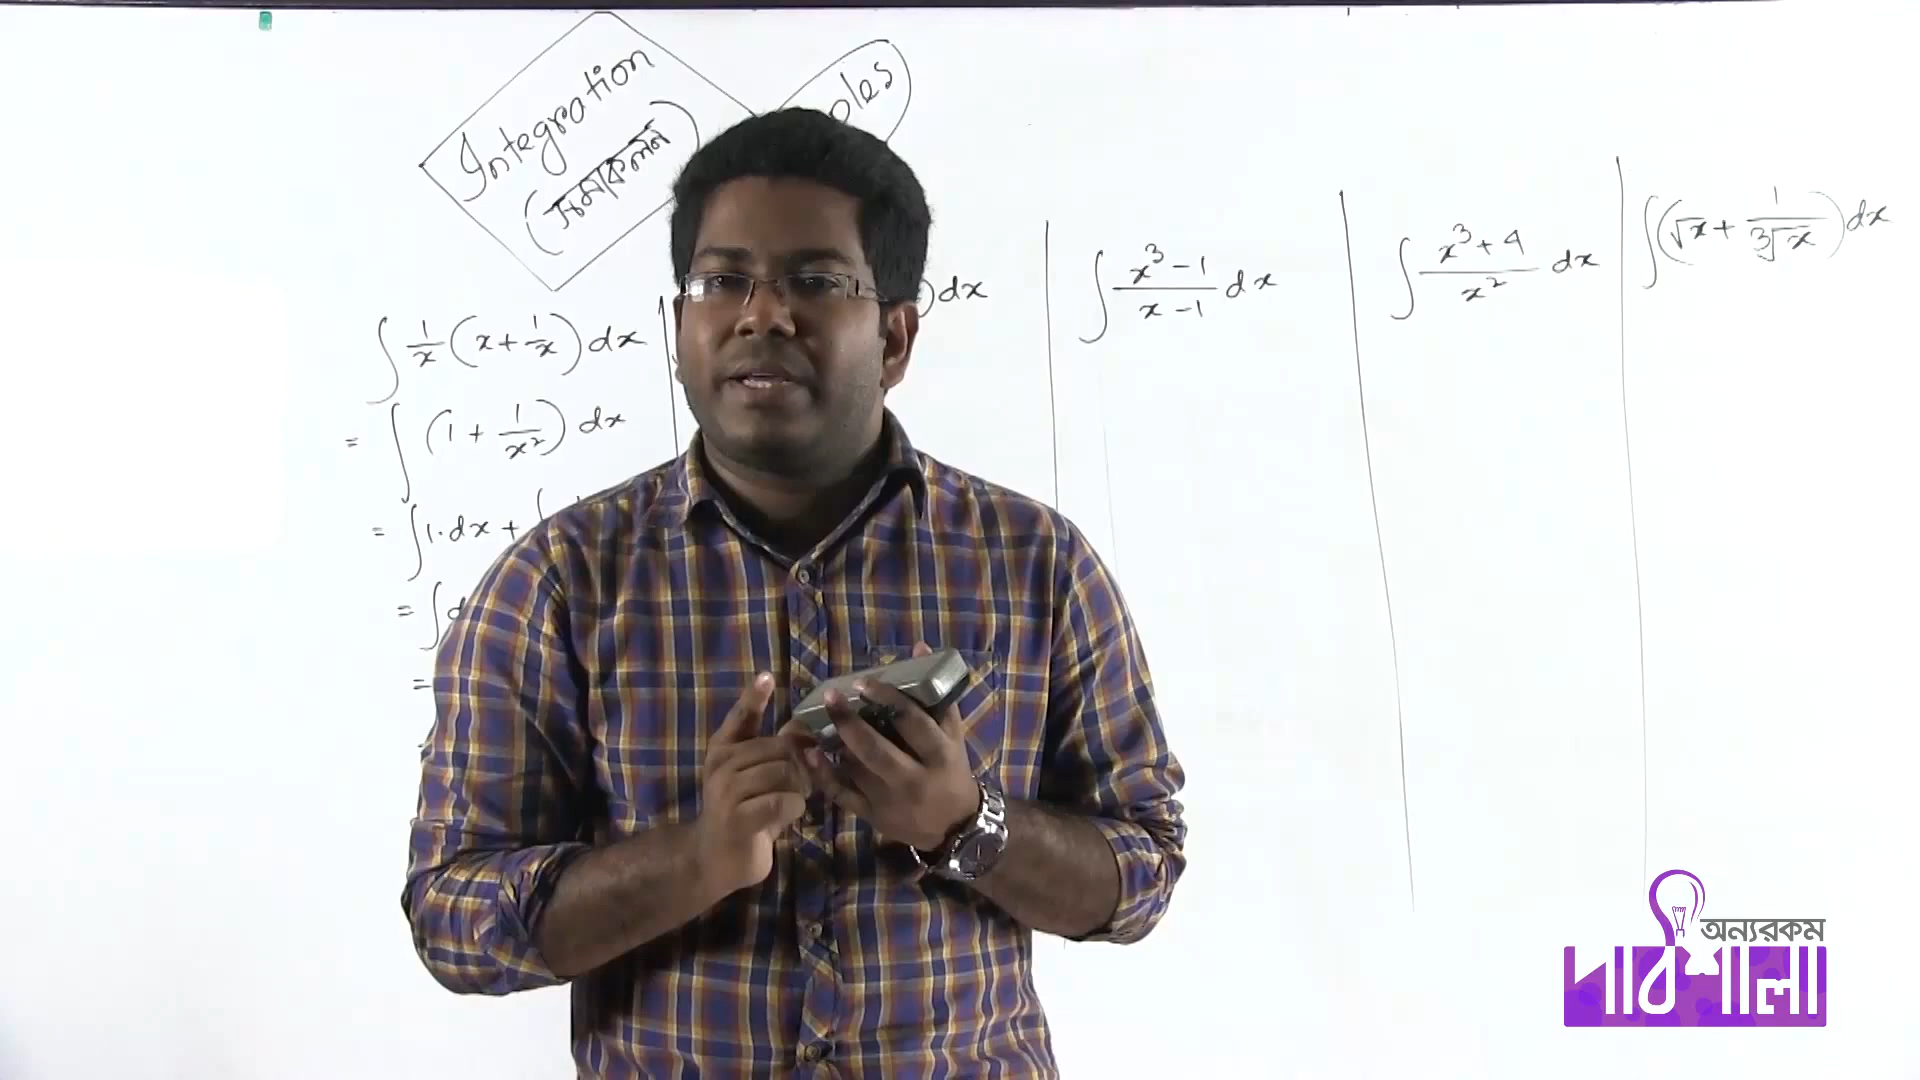 Integration
(সমাকলন)
∫ 1/x (x + 1/x) dx
= ∫ (1 + 1/x²) dx
= ∫1.dx +
= ∫
=
) dx
∫ (x³ - 1)/(x - 1) dx
∫ (x³ + 4)/x² dx
∫(√x + 1/∛x) dx
অন্যরকম
পাঠশালা